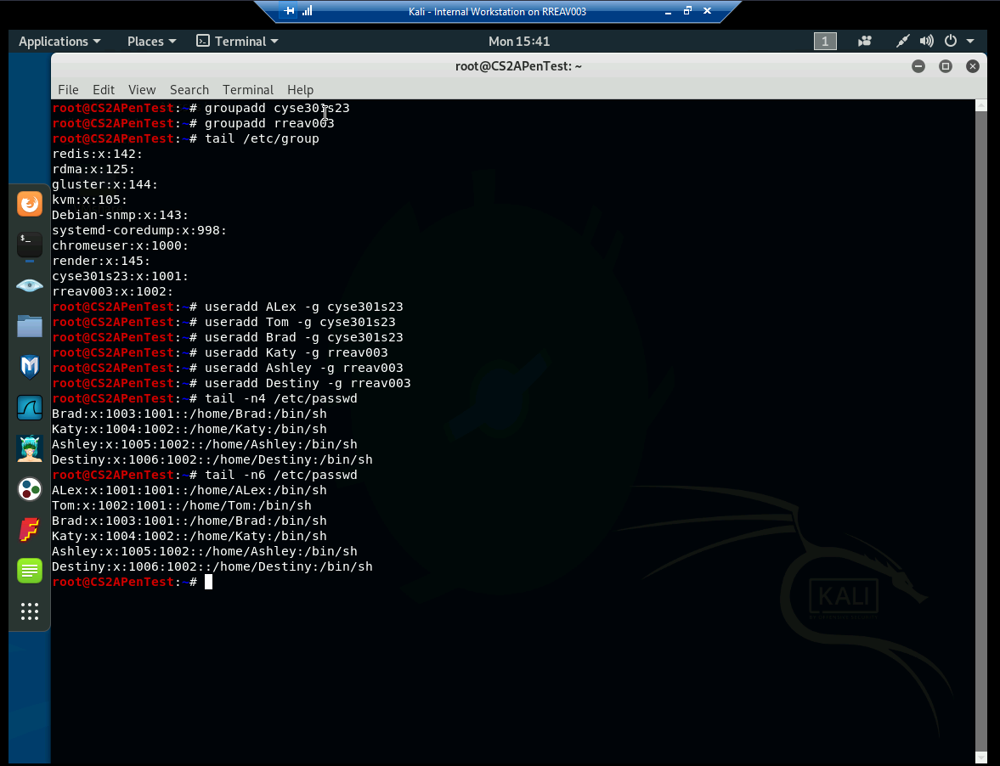 Kali - Internal Workstation on RREAV003
Applications Places Terminal Mon 15:41 1
root@CS2APenTest: ~
File Edit View Search Terminal Help
root@CS2APenTest:~# groupadd cyse301s23
root@CS2APenTest:~# groupadd rreav003
root@CS2APenTest:~# tail /etc/group
redis:x:142:
rdma:x:125:
gluster:x:144:
kvm:x:105:
Debian-snmp:x:143:
systemd-coredump:x:998:
chromeuser:x:1000:
render:x:145:
cyse301s23:x:1001:
rreav003:x:1002:
root@CS2APenTest:~# useradd ALex -g cyse301s23
root@CS2APenTest:~# useradd Tom -g cyse301s23
root@CS2APenTest:~# useradd Brad -g cyse301s23
root@CS2APenTest:~# useradd Katy -g rreav003
root@CS2APenTest:~# useradd Ashley -g rreav003
root@CS2APenTest:~# useradd Destiny -g rreav003
root@CS2APenTest:~# tail -n4 /etc/passwd
Brad:x:1003:1001::/home/Brad:/bin/sh
Katy:x:1004:1002::/home/Katy:/bin/sh
Ashley:x:1005:1002::/home/Ashley:/bin/sh
Destiny:x:1006:1002::/home/Destiny:/bin/sh
root@CS2APenTest:~# tail -n6 /etc/passwd
ALex:x:1001:1001::/home/ALex:/bin/sh
Tom:x:1002:1001::/home/Tom:/bin/sh
Brad:x:1003:1001::/home/Brad:/bin/sh
Katy:x:1004:1002::/home/Katy:/bin/sh
Ashley:x:1005:1002::/home/Ashley:/bin/sh
Destiny:x:1006:1002::/home/Destiny:/bin/sh
root@CS2APenTest:~#
KALI